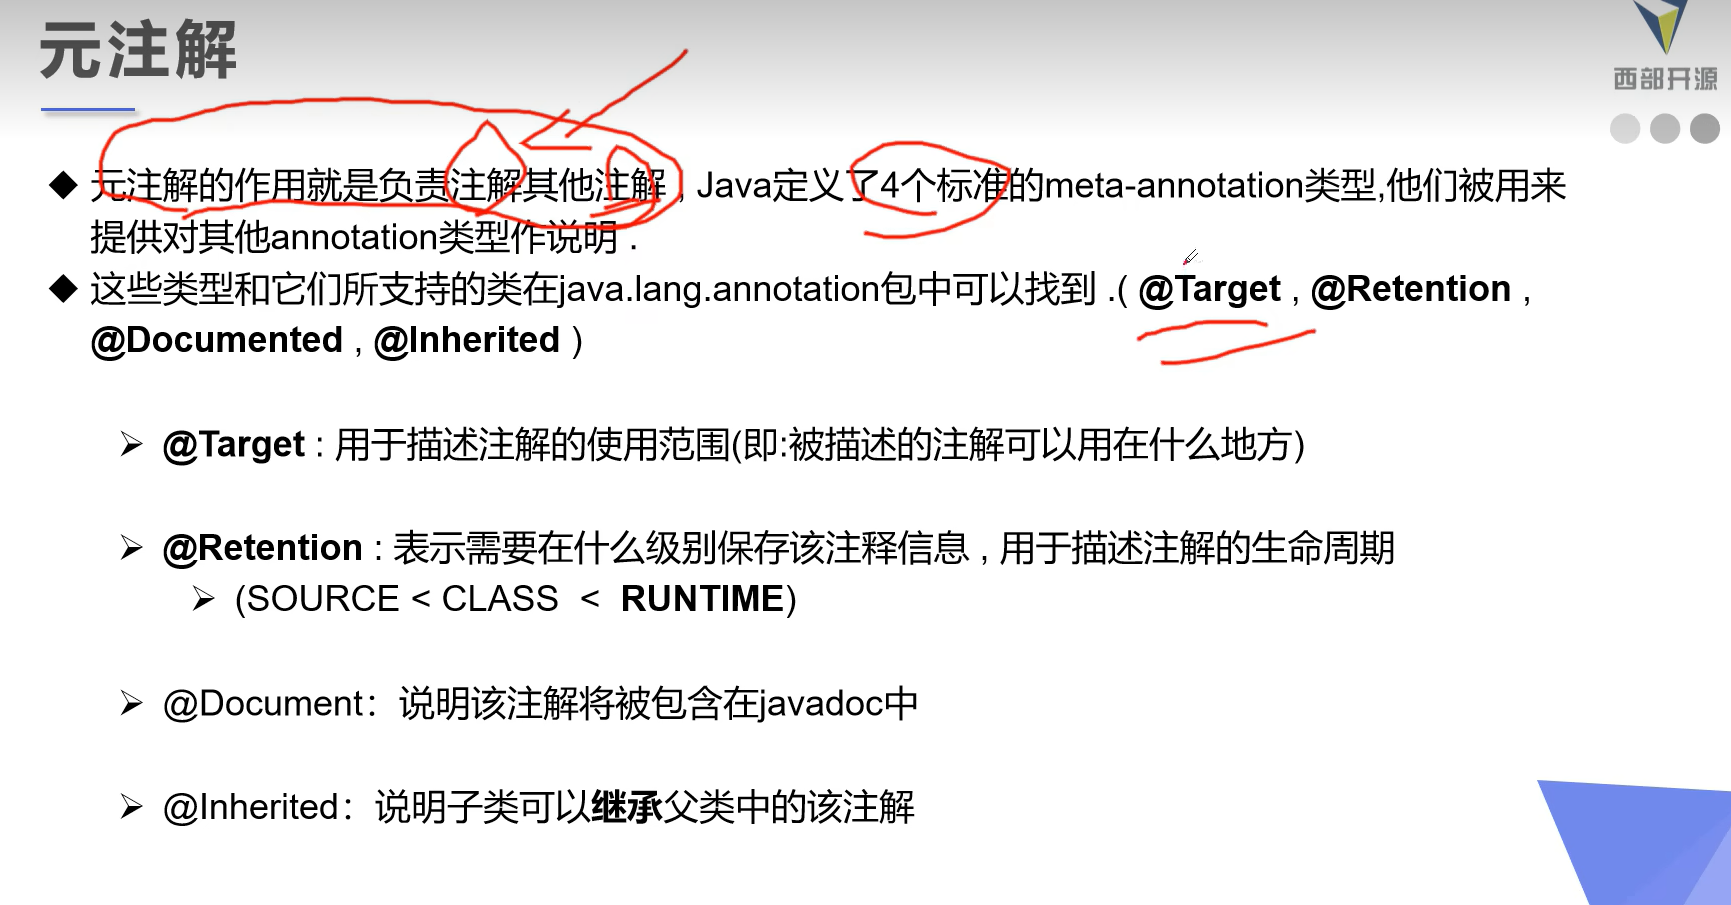 元注解
西部开源
元注解的作用就是负责注解其他注解 , Java定义了4个标准的meta-annotation类型,他们被用来
提供对其他annotation类型作说明 .
这些类型和它们所支持的类在java.lang.annotation包中可以找到 .( @Target , @Retention ,
@Documented , @Inherited )
@Target : 用于描述注解的使用范围(即:被描述的注解可以用在什么地方)
@Retention : 表示需要在什么级别保存该注释信息 , 用于描述注解的生命周期
(SOURCE < CLASS < RUNTIME)
@Document：说明该注解将被包含在javadoc中
@Inherited：说明子类可以继承父类中的该注解